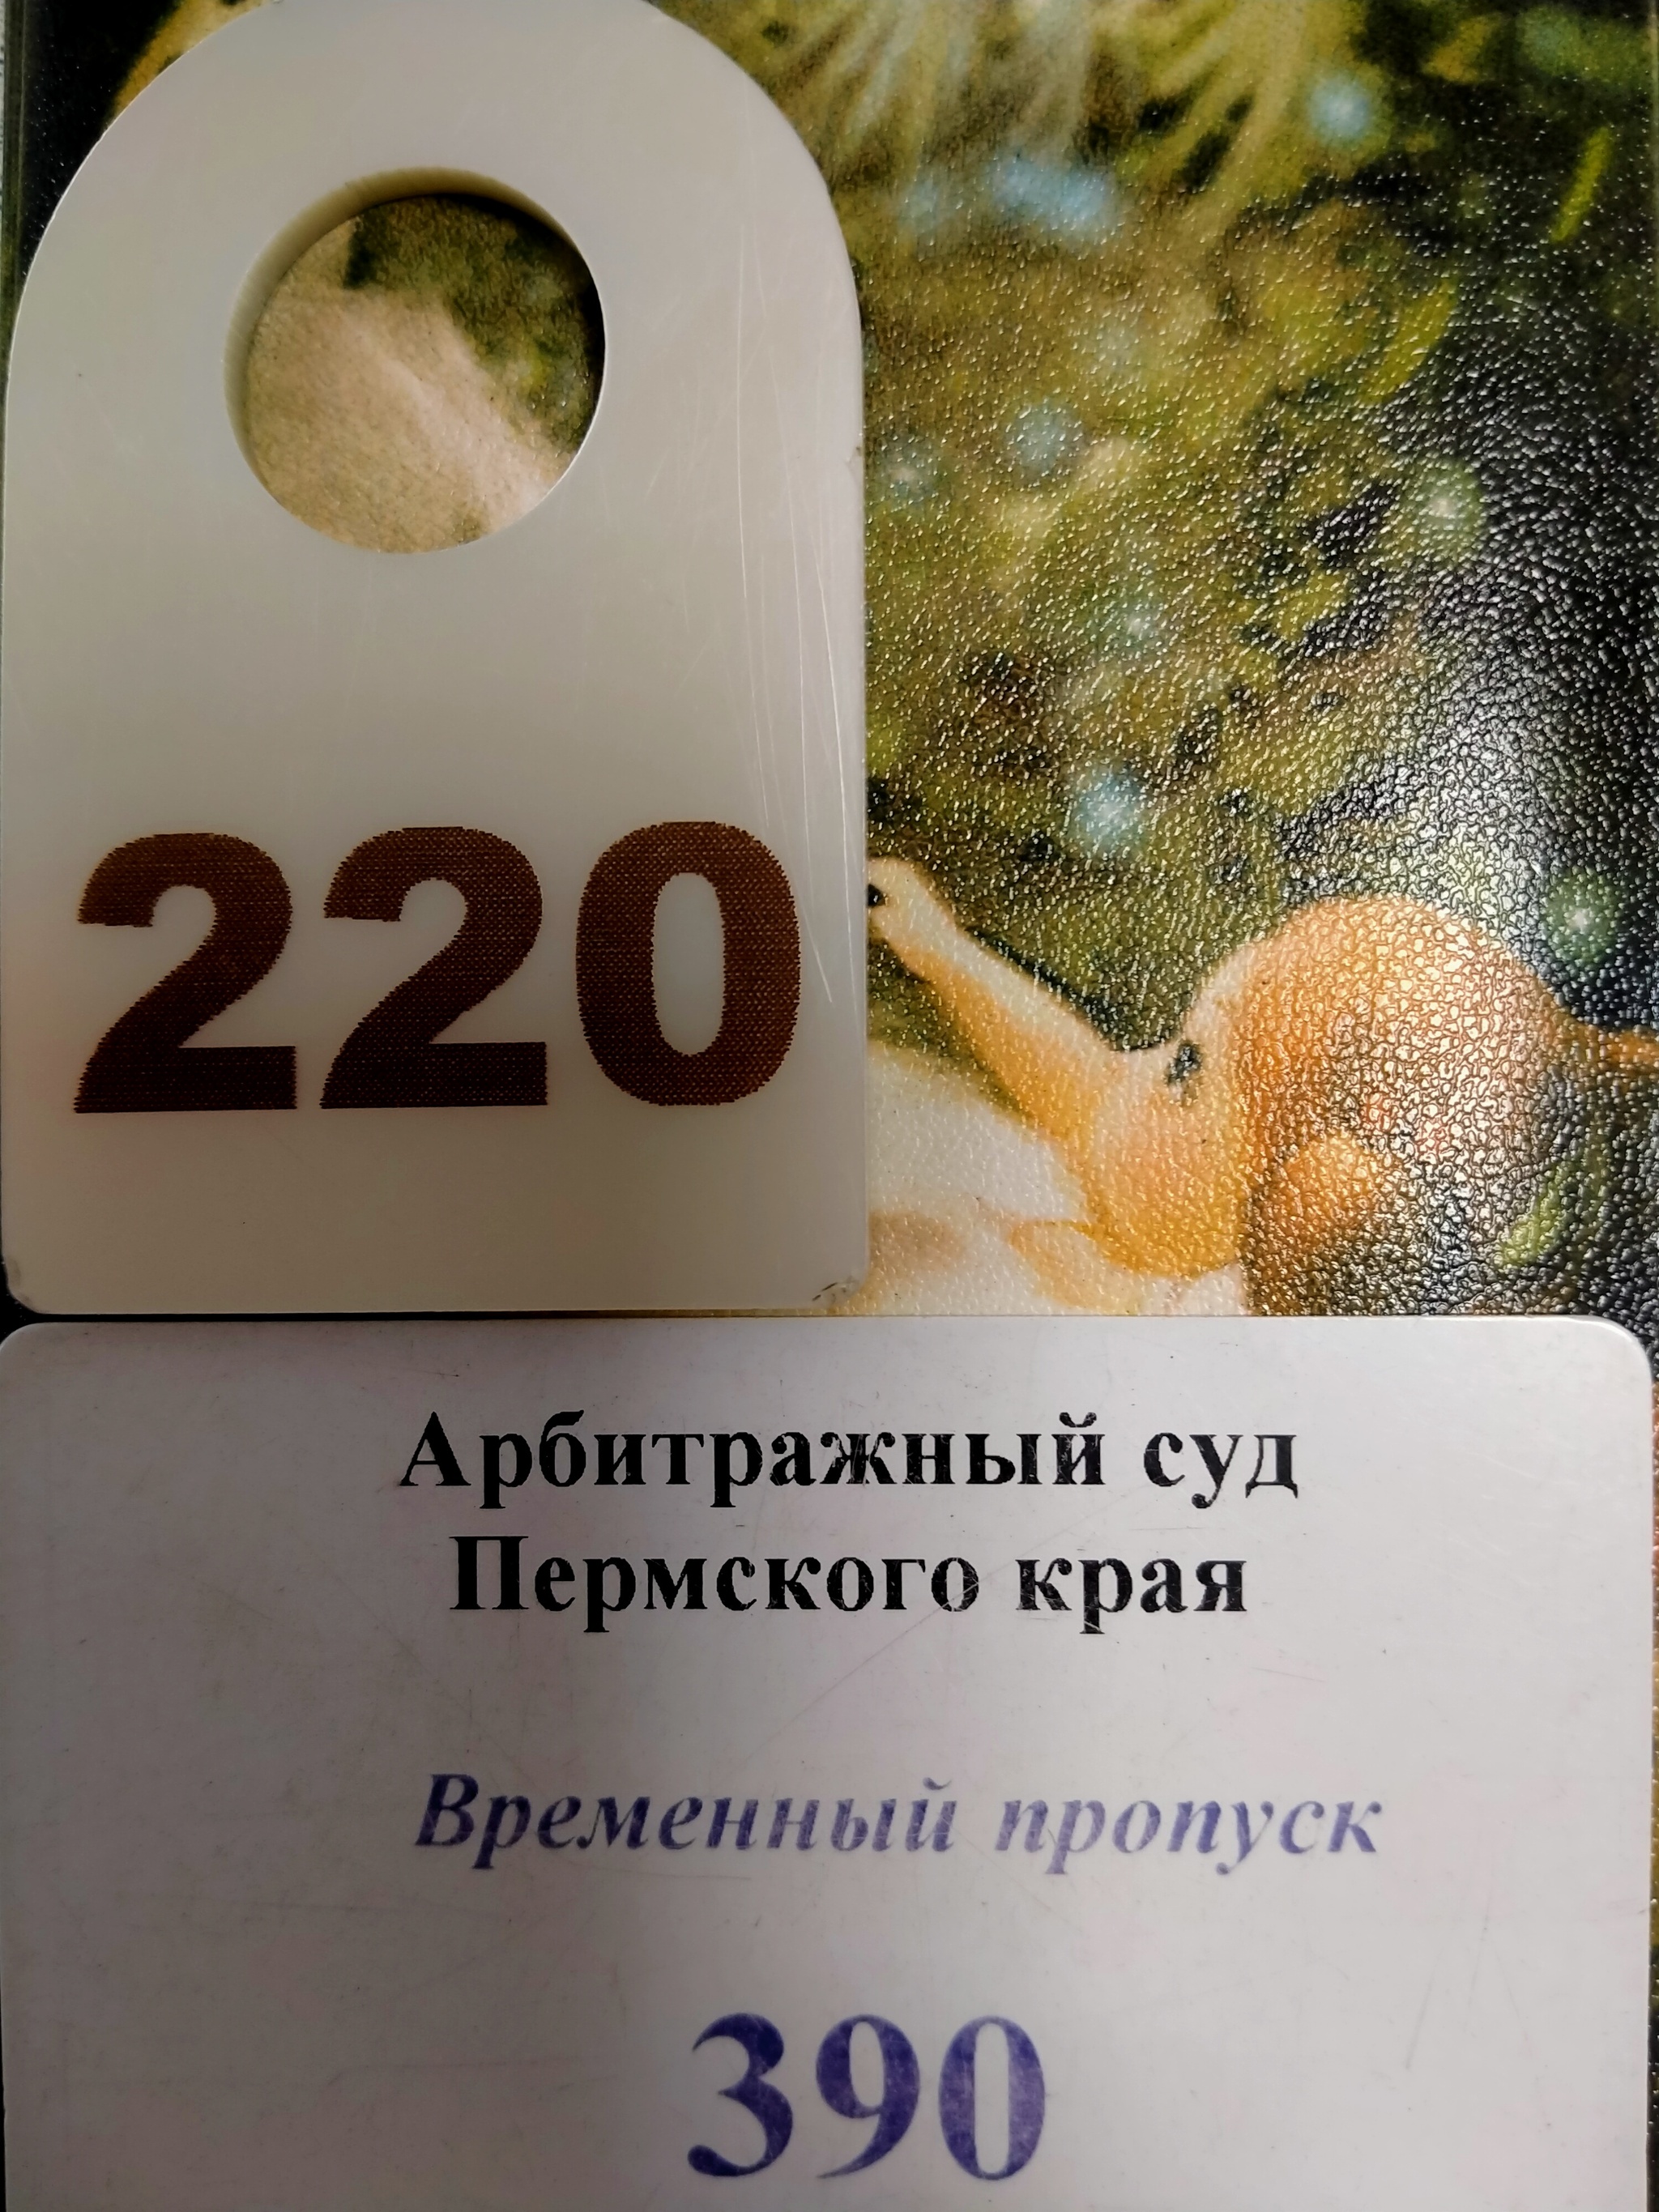 220
Арбитражный суд
Пермского края
Временный пропуск
390